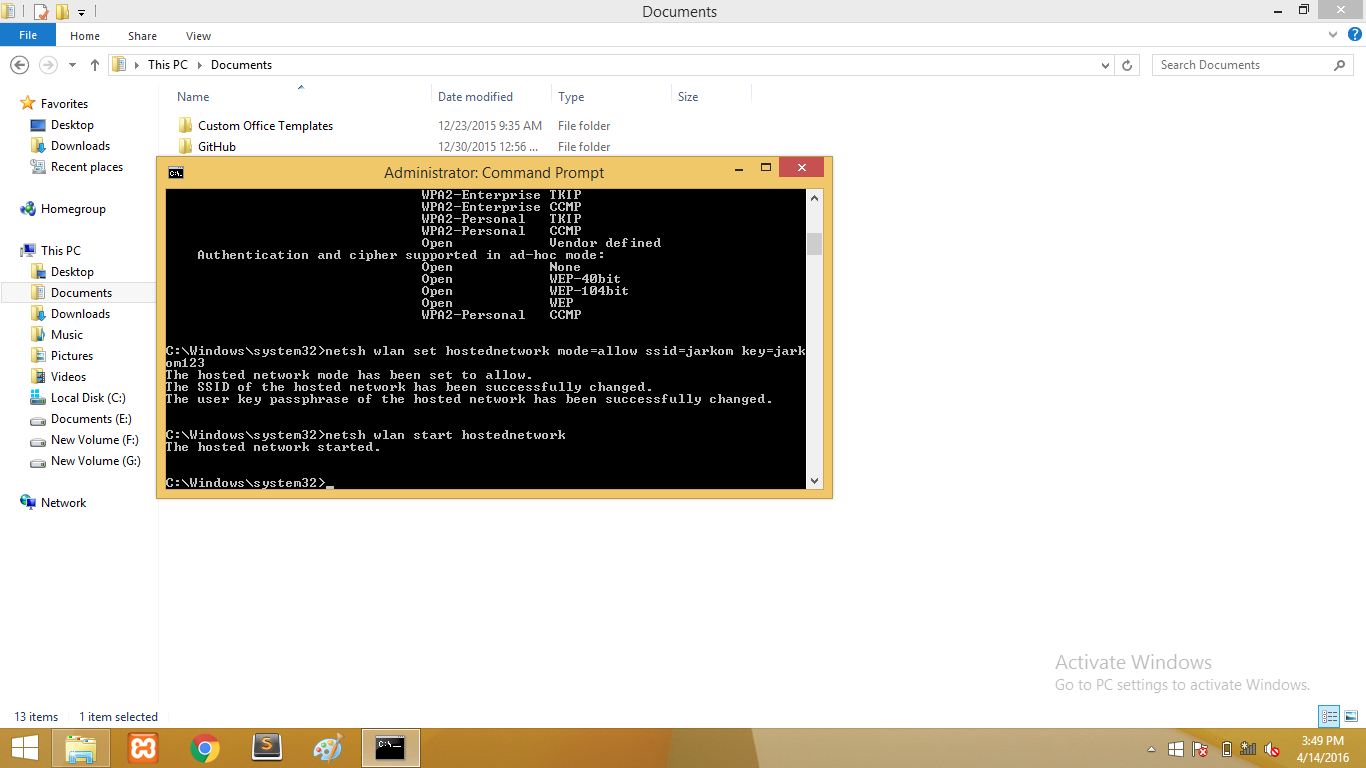 Documents
File Home Share View
This PC Documents
Search Documents
Name Date modified Type Size
Custom Office Templates 12/23/2015 9:35 AM File folder
GitHub 12/30/2015 12:56 ... File folder
Favorites
Desktop
Downloads
Recent places
Homegroup
This PC
Desktop
Documents
Downloads
Music
Pictures
Videos
Local Disk (C:)
Documents (E:)
New Volume (F:)
New Volume (G:)
Network
Administrator: Command Prompt
WPA2-Enterprise TKIP
WPA2-Enterprise CCMP
WPA2-Personal TKIP
WPA2-Personal CCMP
Open Vendor defined
Authentication and cipher supported in ad-hoc mode:
Open None
Open WEP-40bit
Open WEP-104bit
Open WEP
WPA2-Personal CCMP
C:\Windows\system32>netsh wlan set hostednetwork mode=allow ssid=jarkom key=jark
om123
The hosted network mode has been set to allow.
The SSID of the hosted network has been successfully changed.
The user key passphrase of the hosted network has been successfully changed.
C:\Windows\system32>netsh wlan start hostednetwork
The hosted network started.
C:\Windows\system32>_
Activate Windows
Go to PC settings to activate Windows.
13 items 1 item selected
3:49 PM
4/14/2016